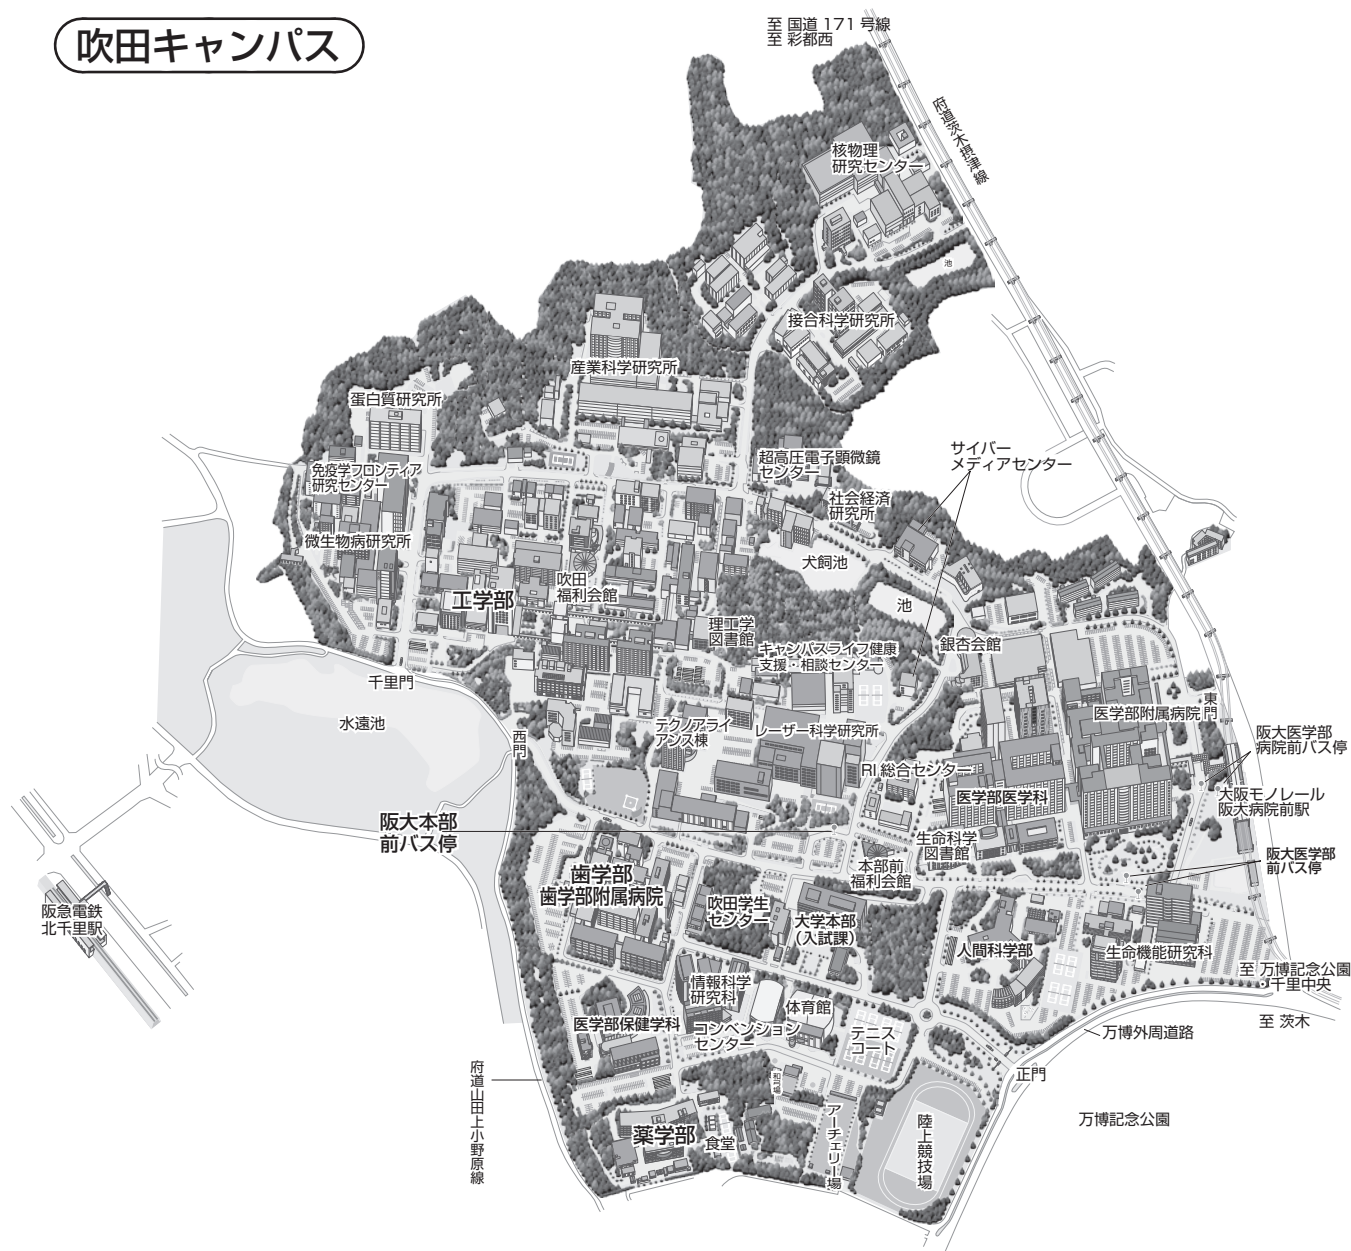 吹田キャンパス
至 国道 171 号線
至 彩都西
府道茨木摂津線
核物理
研究センター
池
接合科学研究所
産業科学研究所
蛋白質研究所
超高圧電子顕微鏡
センター
サイバー
メディアセンター
免疫学フロンティア
研究センター
社会経済
研究所
微生物病研究所
犬飼池
吹田
福利会館
工学部
池
理工学
図書館
銀杏会館
キャンパスライフ健康
支援・相談センター
千里門
水遠池
西門
テクノアライ
アンス棟
レーザー科学研究所
医学部附属病院
東門
阪大医学部
病院前バス停
RI 総合センター
医学部医学科
大阪モノレール
阪大病院前駅
阪大本部
前バス停
生命科学
図書館
本部前
福利会館
阪大医学部
前バス停
歯学部
歯学部附属病院
吹田学生
センター
大学本部
（入試課）
阪急電鉄
北千里駅
人間科学部
生命機能研究科
至 万博記念公園
千里中央
至 茨木
情報科学
研究科
体育館
医学部保健学科
コンベンション
センター
テニス
コート
万博外周道路
正門
府道山田上小野原線
和弓場
アーチェリー場
陸上競技場
万博記念公園
薬学部
食堂